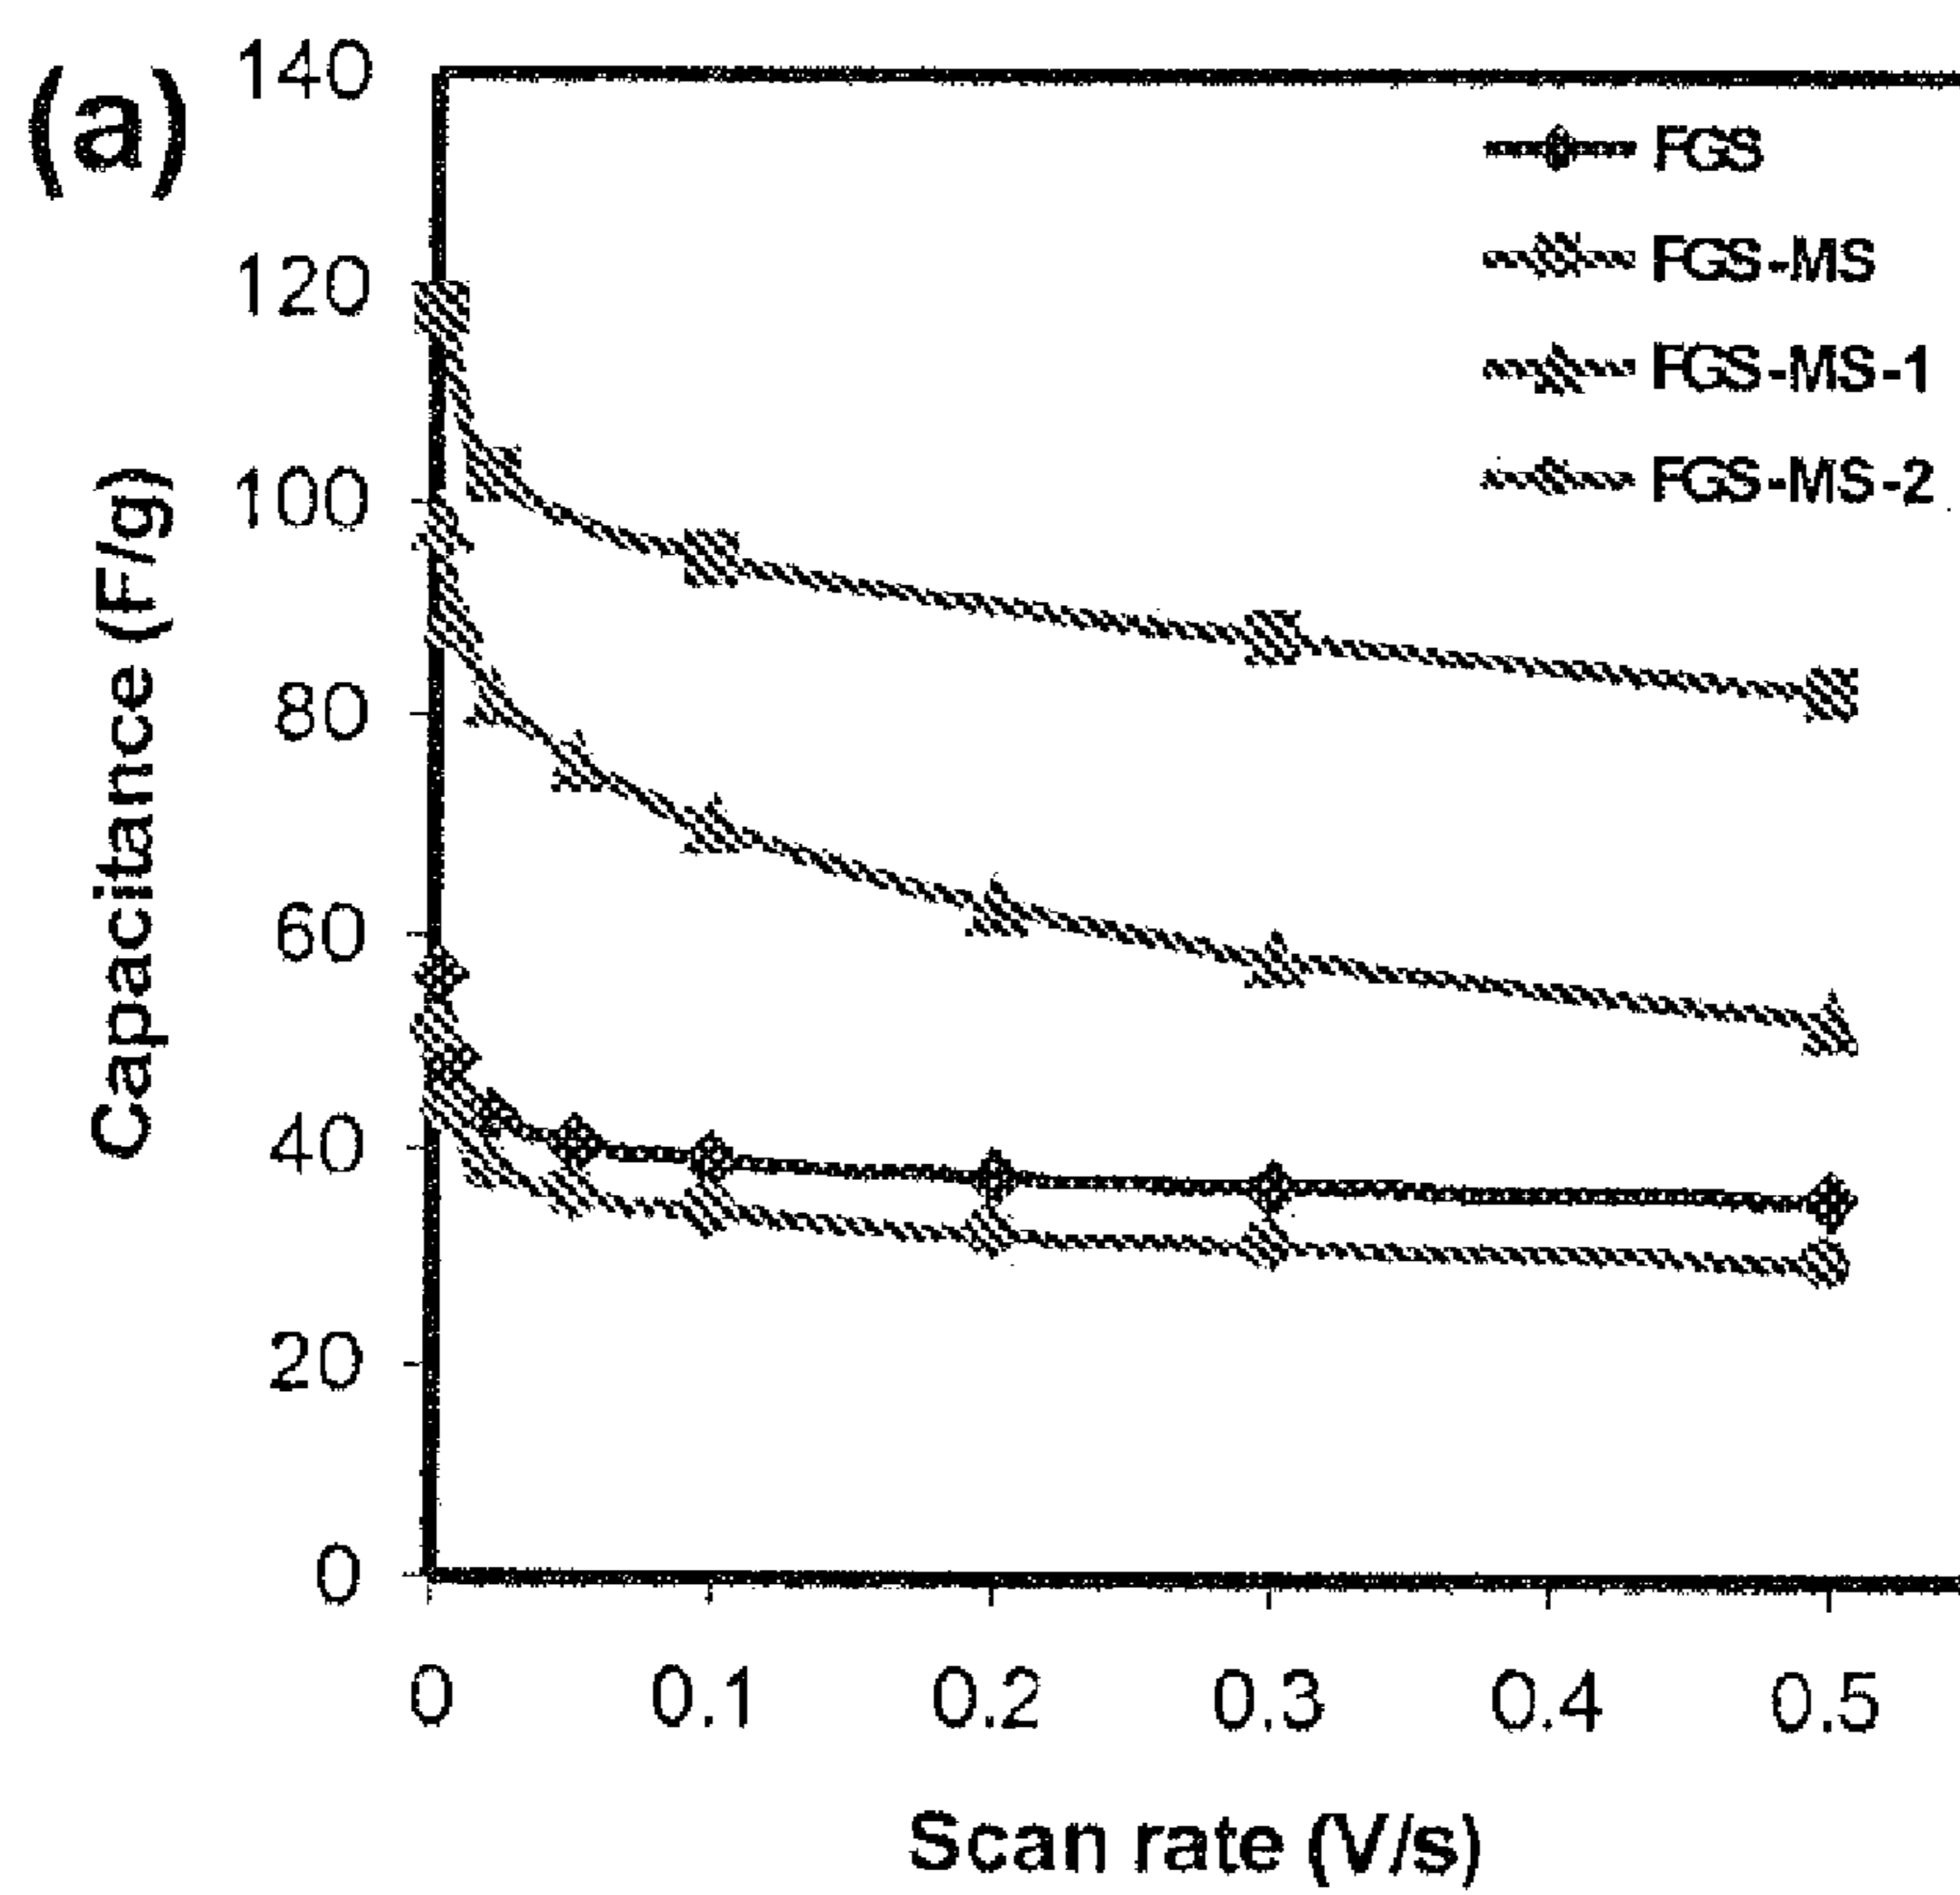 (a)
140
120
100
80
60
40
20
0
Capacitance (F/g)
FGS
FGS-MS
FGS-MS-1
FGS-MS-2
0 0.1 0.2 0.3 0.4 0.5
Scan rate (V/s)